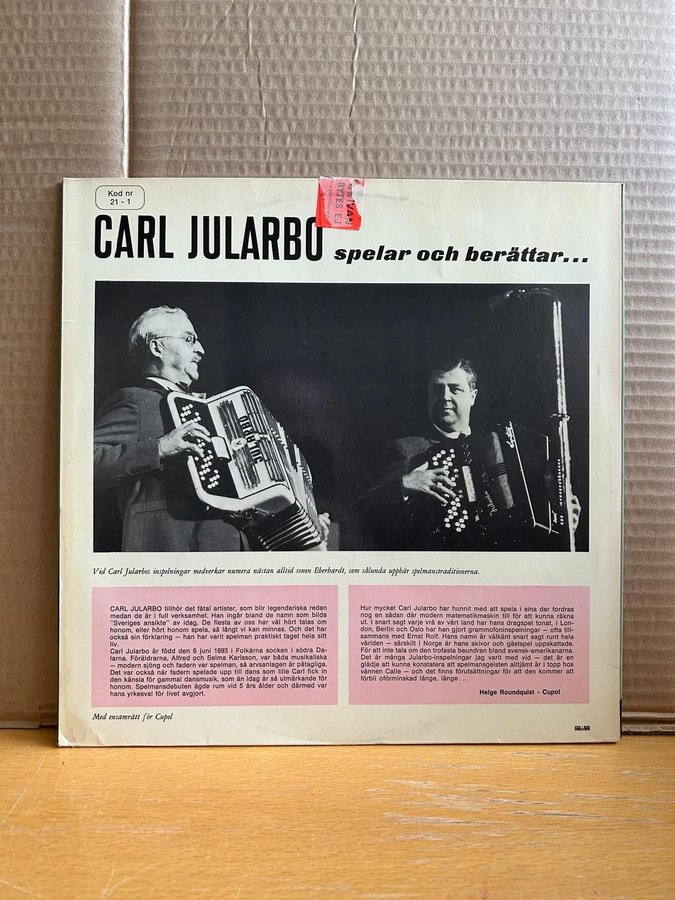 Kod nr
21 - 1
CARL JULARBO spelar och berättar...
BYTES EJ
Vid Carl Jularbos inspelningar medverkar numera nästan alltid sonen Eberhardt, som sålunda uppbär spelmanstraditionerna.
CARL JULARBO tillhör det fåtal artister, som blir legendariska redan
medan de är i full verksamhet. Han ingår bland de namn som bilda
"Sveriges ansikte" av idag. De flesta av oss har väl hört talas om
honom, eller hört honom spela, så långt vi kan minnas. Och det har
också sin förklaring — han har varit spelman praktiskt taget hela sitt
liv.
Carl Jularbo är född den 6 juni 1893 i Folkärna socken i södra Da-
larna. Föräldrarna, Alfred och Selma Karlsson, var båda musikaliska
— modern sjöng och fadern var spelman, så arvsanlagen är påtagliga.
Det var också när fadern spelade upp till dans som lille Carl fick in
den känsla för gammal dansmusik, som än idag är så utmärkande för
honom. Spelmansdebuten ägde rum vid 5 års ålder och därmed var
hans yrkesval för livet avgjort.
Hur mycket Carl Jularbo har hunnit med att spela i sina dar fordras
nog en sådan där modern matematikmaskin till för att kunna räkna
ut. I snart sagt varje vrå av vårt land har hans dragspel tonat, i Lon-
don, Berlin och Oslo har han gjort grammofoninspelningar — ofta till-
sammans med Ernst Rolf. Hans namn är välkänt snart sagt runt hela
världen — särskilt i Norge är hans skivor och gästspel uppskattade.
För att inte tala om den trofasta beundran bland svensk-amerikanarna.
Det är många Jularbo-inspelningar jag varit med vid — det är en
glädje att kunna konstatera att spelmansgeisten alltjämt är i topp hos
vännen Calle — och det finns förutsättningar för att den kommer att
förbli oförminskad länge, länge ...
Helge Roundquist - Cupol
Med ensamrätt för Cupol